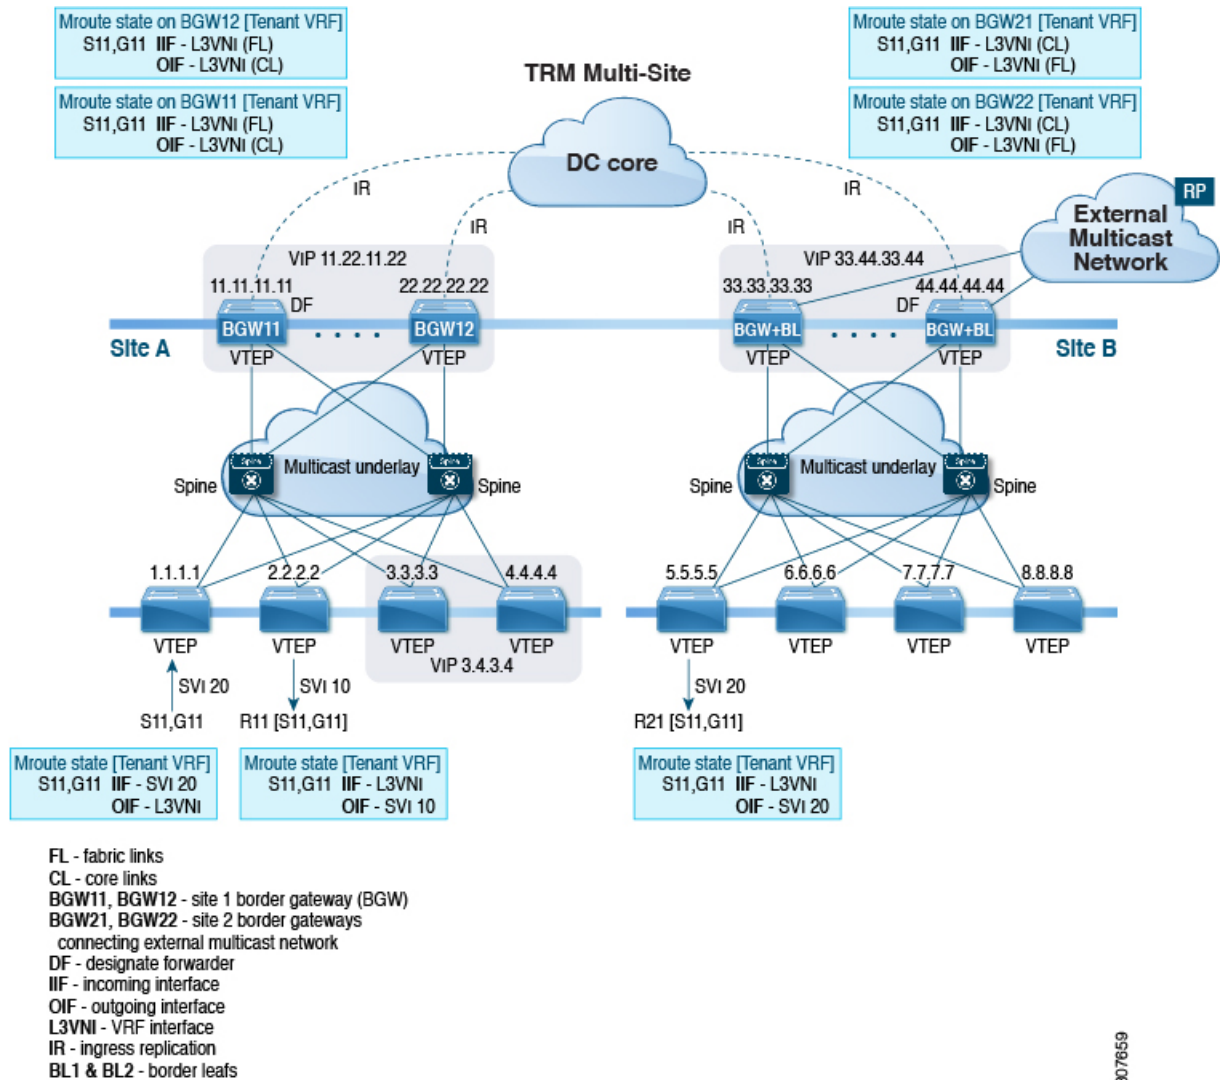 Mroute state on BGW12 [Tenant VRF]
S11,G11 IIF - L3VNI (FL)
OIF - L3VNI (CL)
Mroute state on BGW11 [Tenant VRF]
S11,G11 IIF - L3VNI (FL)
OIF - L3VNI (CL)
TRM Multi-Site
Mroute state on BGW21 [Tenant VRF]
S11,G11 IIF - L3VNI (CL)
OIF - L3VNI (FL)
Mroute state on BGW22 [Tenant VRF]
S11,G11 IIF - L3VNI (CL)
OIF - L3VNI (FL)
DC core
IR
IR
IR
IR
RP
External
Multicast
Network
VIP 11.22.11.22
VIP 33.44.33.44
11.11.11.11
22.22.22.22
33.33.33.33
44.44.44.44
DF
DF
BGW11
BGW12
BGW+BL
BGW+BL
Site A
VTEP
VTEP
VTEP
VTEP
Site B
Spine
Spine
Spine
Spine
Multicast underlay
Multicast underlay
Spine
Spine
Spine
Spine
1.1.1.1
2.2.2.2
3.3.3.3
4.4.4.4
5.5.5.5
6.6.6.6
7.7.7.7
8.8.8.8
VTEP
VTEP
VTEP
VTEP
VTEP
VTEP
VTEP
VTEP
VIP 3.4.3.4
SVI 20
SVI 10
SVI 20
S11,G11
R11 [S11,G11]
R21 [S11,G11]
Mroute state [Tenant VRF]
S11,G11 IIF - SVI 20
OIF - L3VNI
Mroute state [Tenant VRF]
S11,G11 IIF - L3VNI
OIF - SVI 10
Mroute state [Tenant VRF]
S11,G11 IIF - L3VNI
OIF - SVI 20
FL - fabric links
CL - core links
BGW11, BGW12 - site 1 border gateway (BGW)
BGW21, BGW22 - site 2 border gateways
connecting external multicast network
DF - designate forwarder
IIF - incoming interface
OIF - outgoing interface
L3VNI - VRF interface
IR - ingress replication
BL1 & BL2 - border leafs